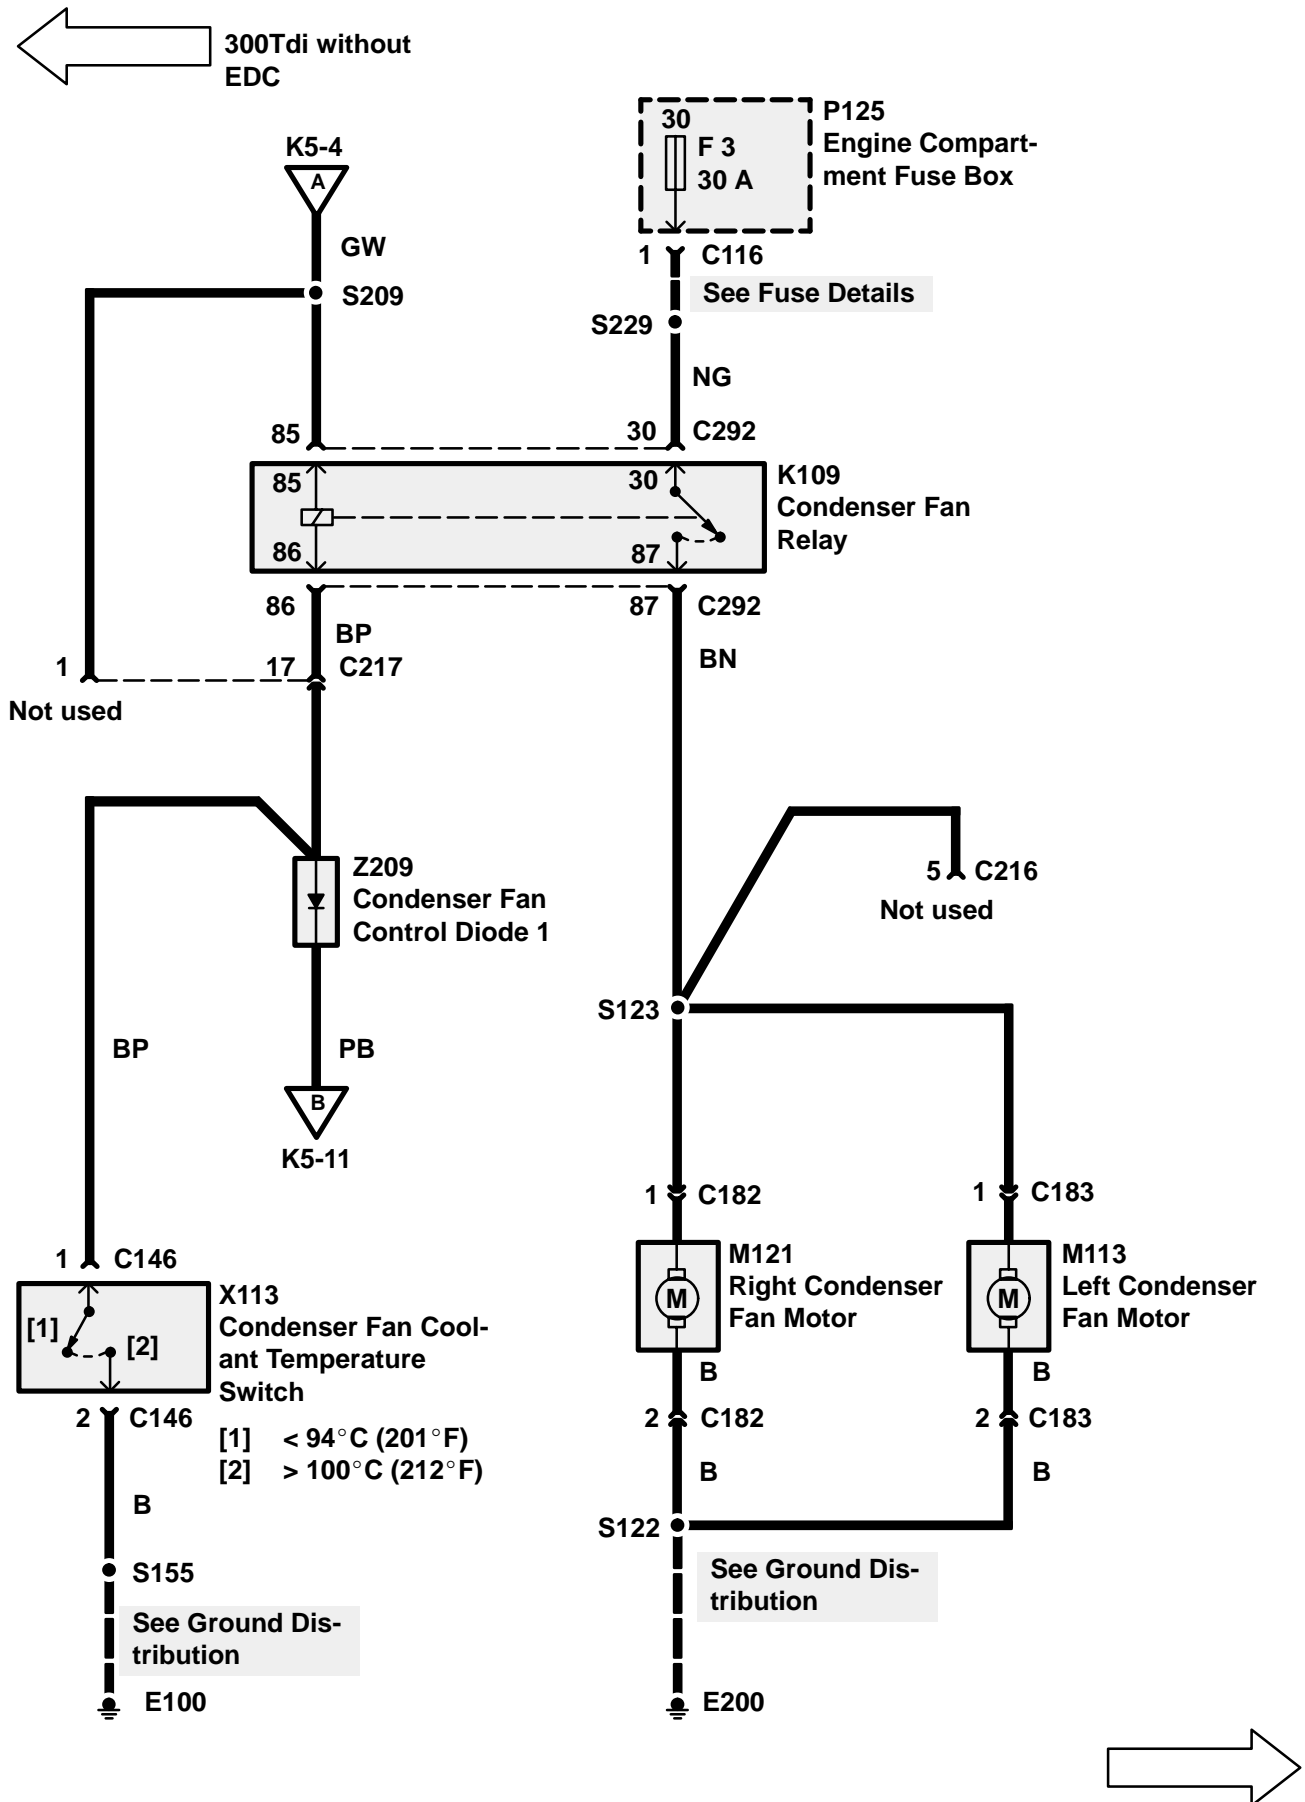 300Tdi without
EDC
K5-4
A
GW
S209
30
F 3
30 A
P125
Engine Compart-
ment Fuse Box
1 C116
See Fuse Details
S229
NG
85
30 C292
85
30
86
87
K109
Condenser Fan
Relay
86
87 C292
BP
BN
1
17 C217
Not used
Z209
Condenser Fan
Control Diode 1
5 C216
Not used
S123
BP
PB
B
K5-11
1 C182
1 C183
1 C146
M
M121
Right Condenser
Fan Motor
M
M113
Left Condenser
Fan Motor
[1]
[2]
X113
Condenser Fan Cool-
ant Temperature
Switch
B
B
2 C146
2 C182
2 C183
[1] < 94°C (201°F)
[2] > 100°C (212°F)
B
B
B
S122
S155
See Ground Dis-
tribution
See Ground Dis-
tribution
E100
E200